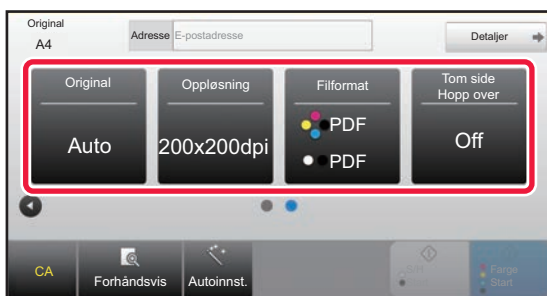 Original
A4
Adresse E-postadresse
Detaljer
Original
Auto
Oppløsning
200x200dpi
Filformat
PDF
PDF
Tom side
Hopp over
Off
CA
Forhåndsvis
Autoinnst.
S/H
Start
Farge
Start